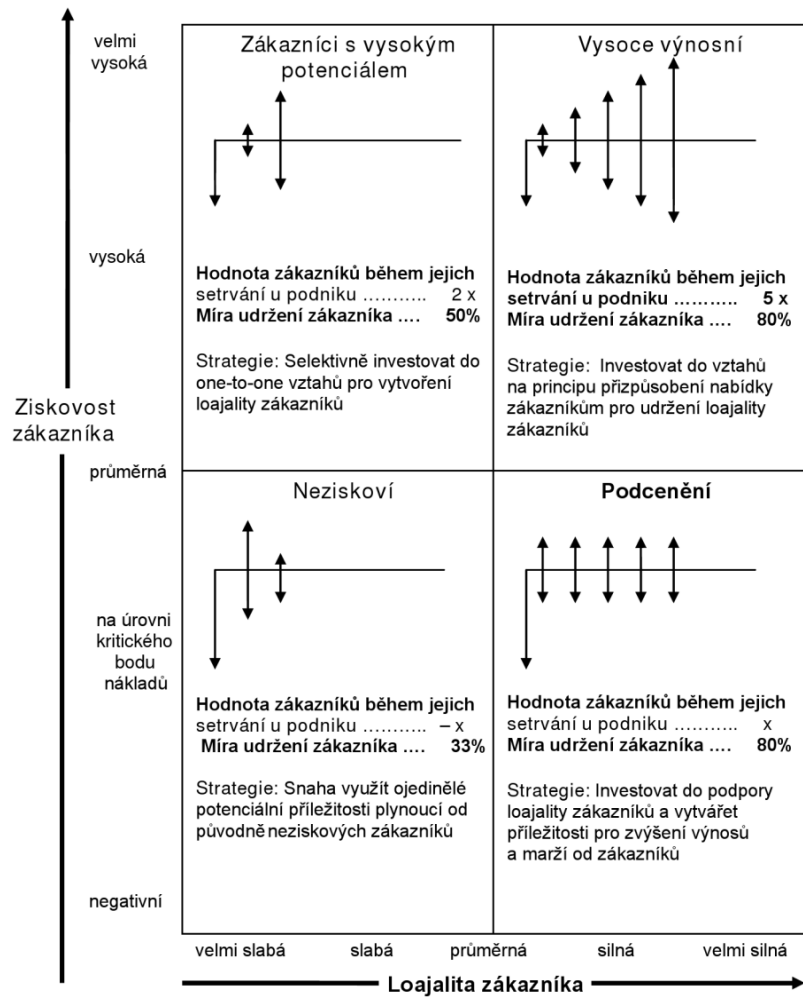 velmi
vysoká
vysoká
Ziskovost
zákazníka
průměrná
na úrovni
kritického
bodu
nákladů
negativní
Zákazníci s vysokým
potenciálem
Hodnota zákazníků během jejich
setrvání u podniku ……….. 2 x
Míra udržení zákazníka …. 50%
Strategie: Selektivně investovat do
one-to-one vztahů pro vytvoření
loajality zákazníků
Vysoce výnosní
Hodnota zákazníků během jejich
setrvání u podniku ……….. 5 x
Míra udržení zákazníka …. 80%
Strategie: Investovat do vztahů
na principu přizpůsobení nabídky
zákazníkům pro udržení loajality
zákazníků
Neziskoví
Hodnota zákazníků během jejich
setrvání u podniku ……….. – x
Míra udržení zákazníka …. 33%
Strategie: Snaha využít ojedinělé
potenciální příležitosti plynoucí od
původně neziskových zákazníků
Podcenění
Hodnota zákazníků během jejich
setrvání u podniku ……….. x
Míra udržení zákazníka …. 80%
Strategie: Investovat do podpory
loajality zákazníků a vytvářet
příležitosti pro zvýšení výnosů
a marží od zákazníků
velmi slabá slabá průměrná silná velmi silná
Loajalita zákazníka